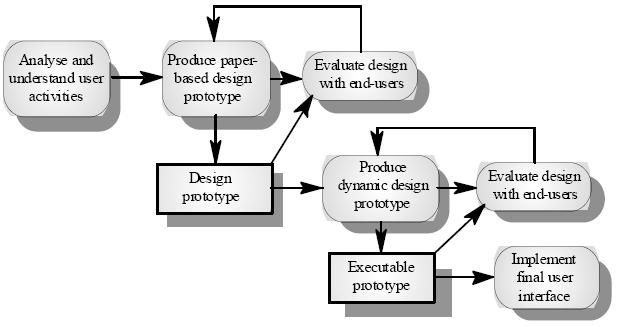 Analyse and
understand user
activities
Produce paper-
based design
prototype
Evaluate design
with end-users
Design
prototype
Produce
dynamic design
prototype
Evaluate design
with end-users
Executable
prototype
Implement
final user
interface